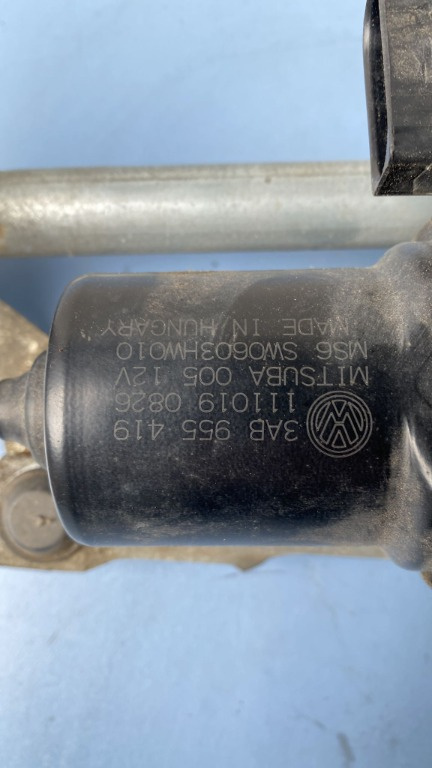 3AB 955 419
111019 0826
MITSUBA 005 12V
MS6 SW0603HW010
MADE IN HUNGARY